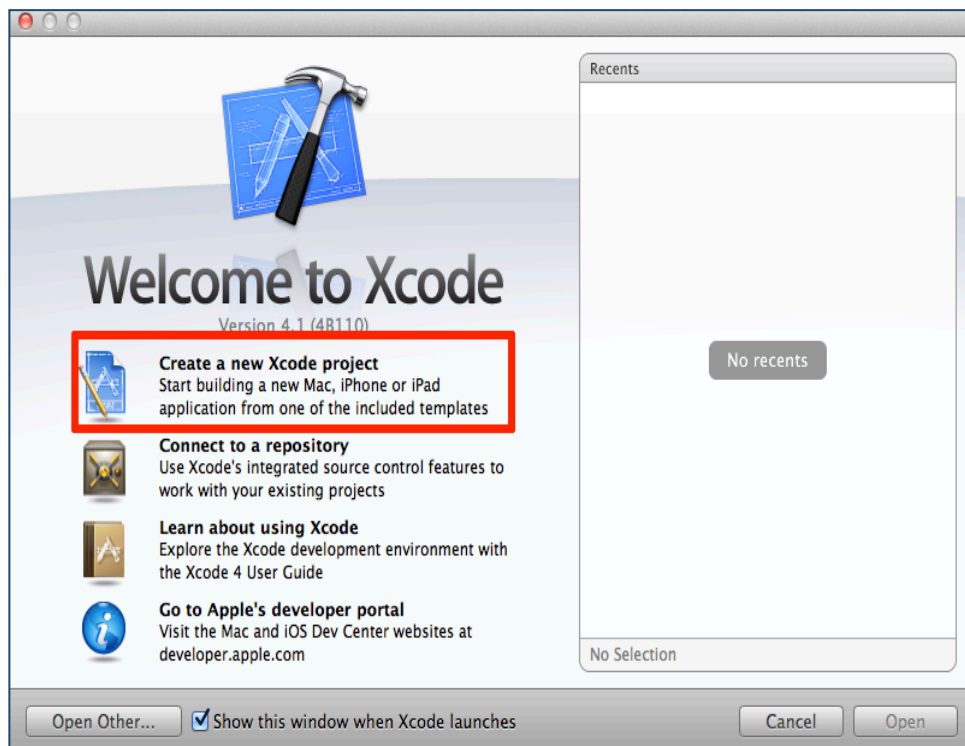 Recents
Welcome to Xcode
Version 4.1 (4B110)
Create a new Xcode project
Start building a new Mac, iPhone or iPad
application from one of the included templates
No recents
Connect to a repository
Use Xcode's integrated source control features to
work with your existing projects
Learn about using Xcode
Explore the Xcode development environment with
the Xcode 4 User Guide
Go to Apple's developer portal
Visit the Mac and iOS Dev Center websites at
developer.apple.com
No Selection
Open Other...
Show this window when Xcode launches
Cancel
Open